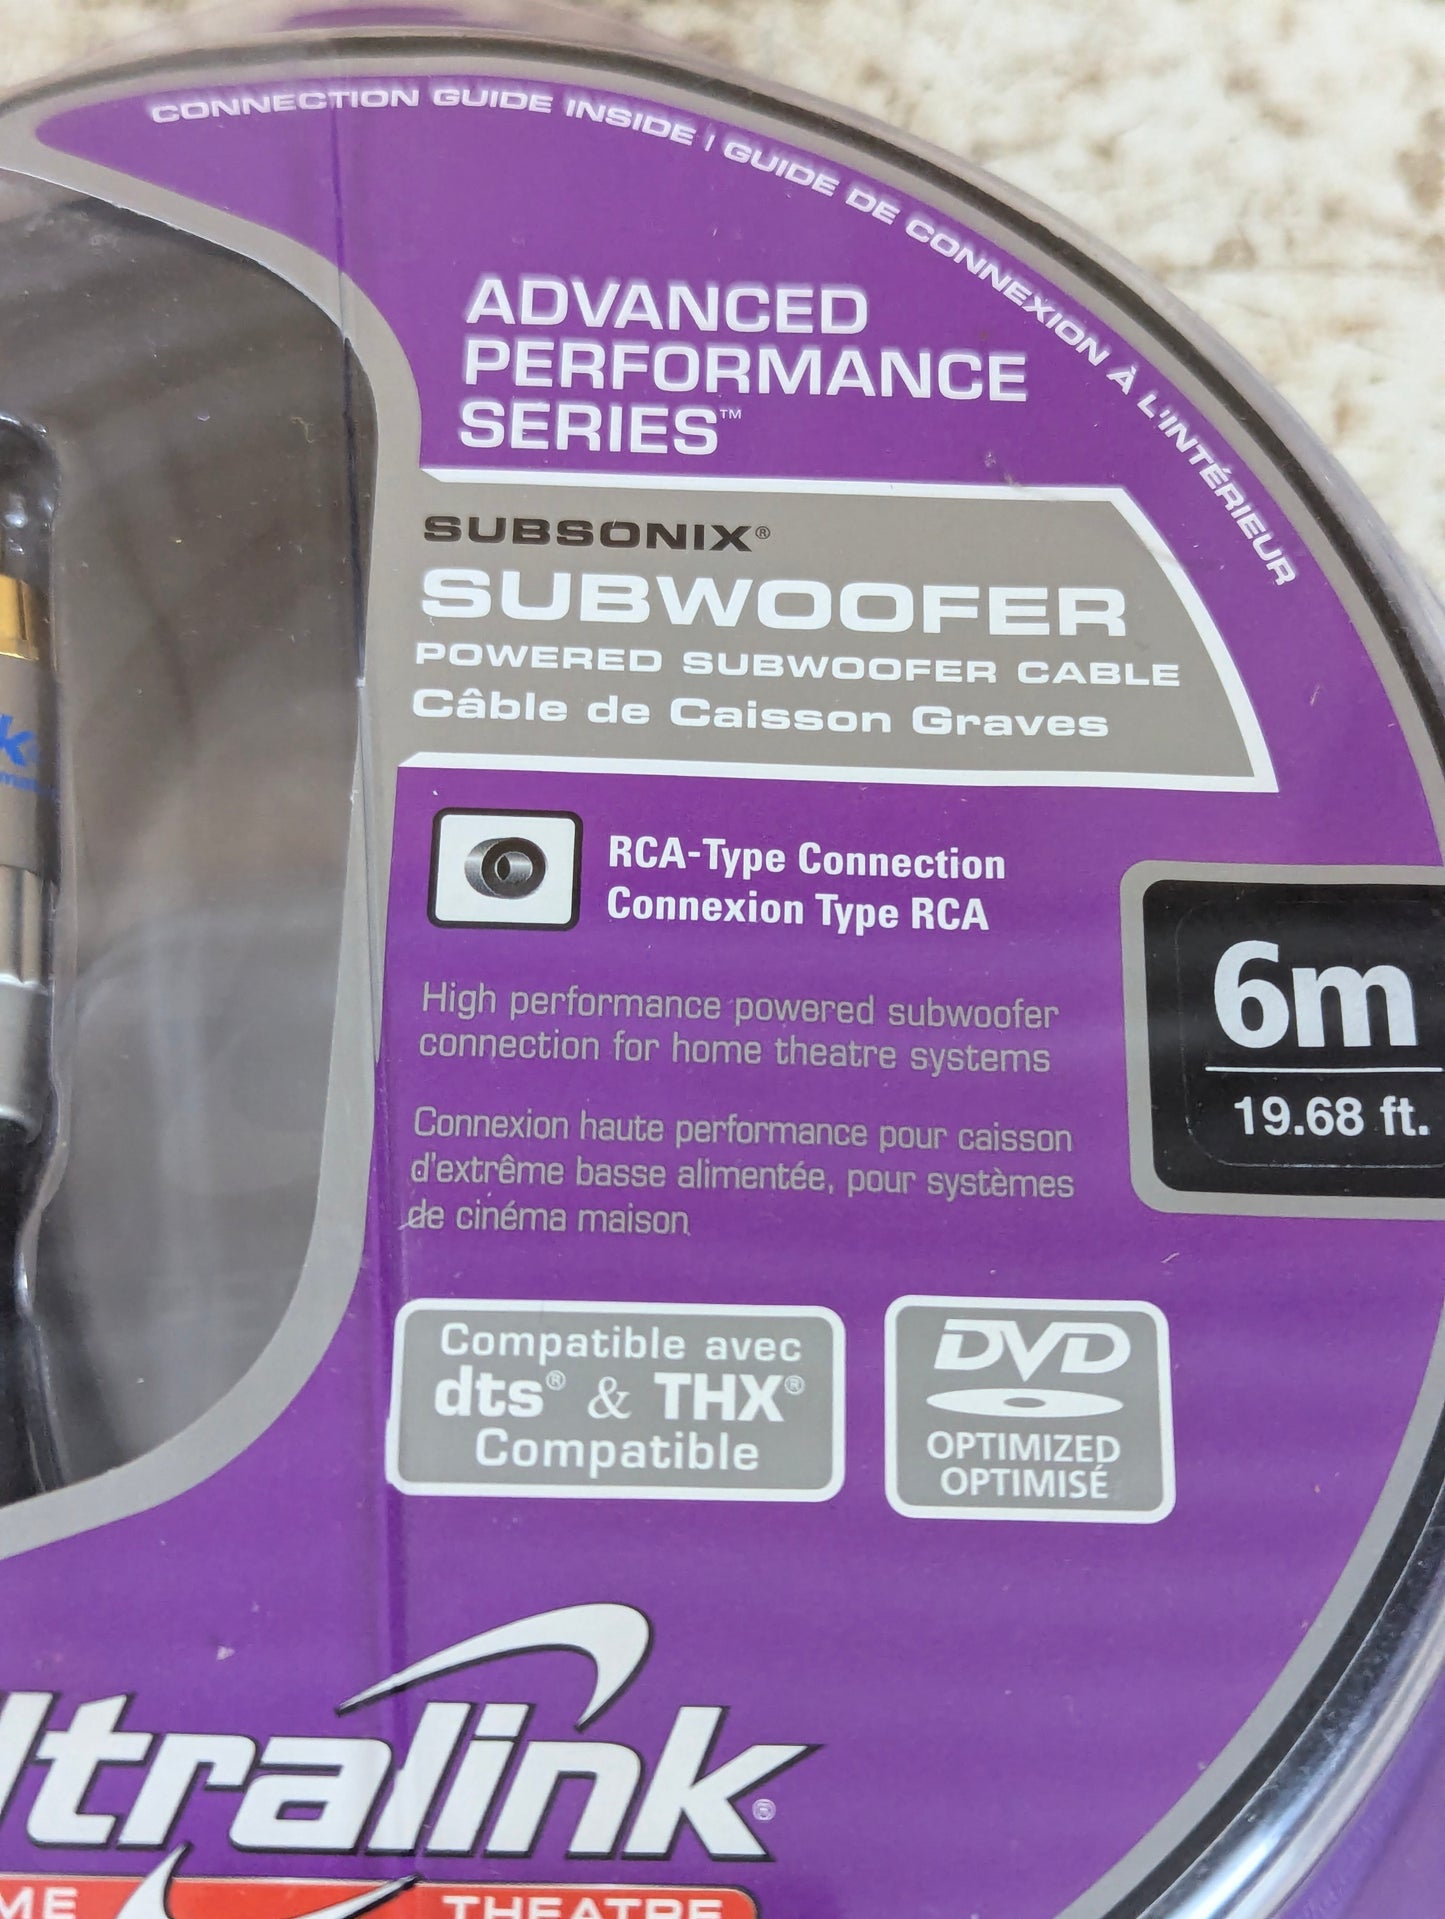 CONNECTION GUIDE INSIDE | GUIDE DE CONNEXION À L'INTÉRIEUR
ADVANCED
PERFORMANCE
SERIES™
SUBSONIX®
SUBWOOFER
POWERED SUBWOOFER CABLE
Câble de Caisson Graves
RCA-Type Connection
Connexion Type RCA
6m
19.68 ft.
High performance powered subwoofer
connection for home theatre systems
Connexion haute performance pour caisson
d'extrême basse alimentée, pour systèmes
de cinéma maison
Compatible avec
dts® & THX®
Compatible
DVD
OPTIMIZED
OPTIMISÉ
ltralink®
ME THEATRE